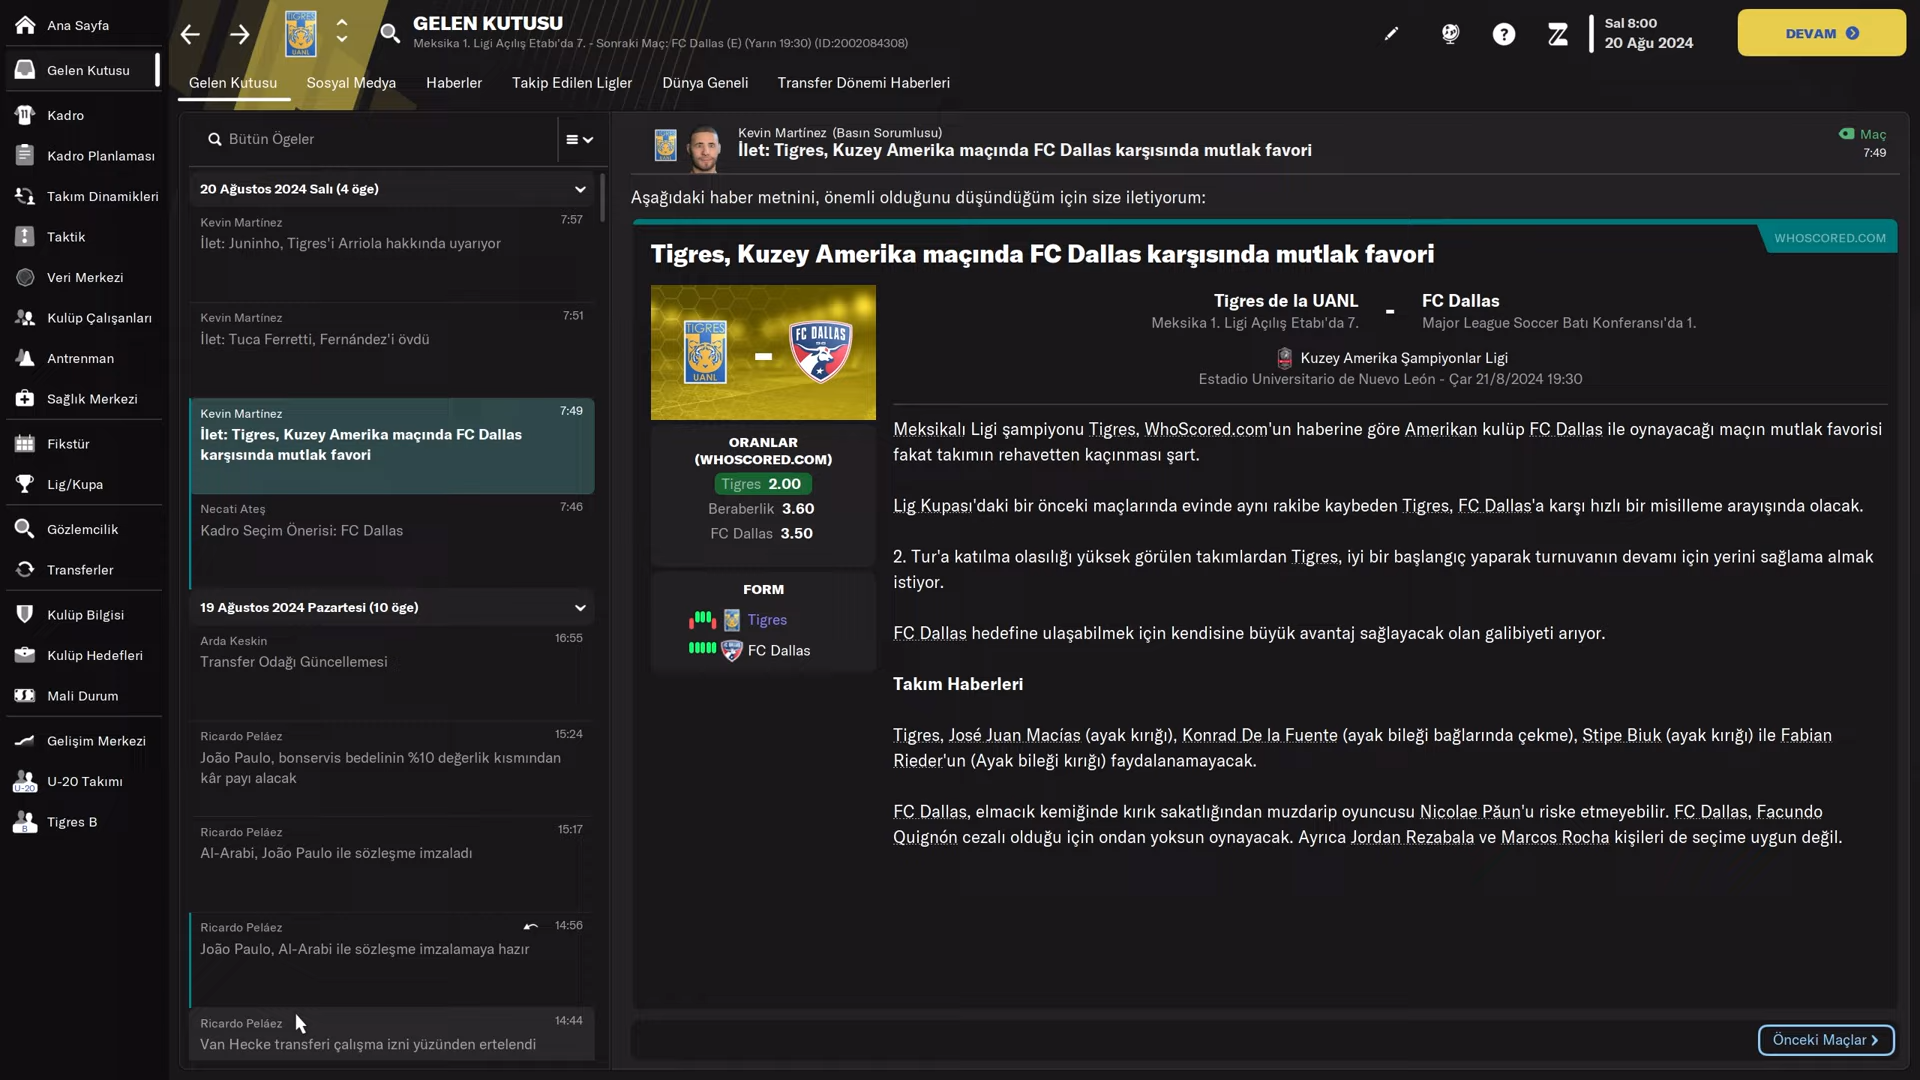 Ana Sayfa
Gelen Kutusu
Kadro
Kadro Planlaması
Takım Dinamikleri
Taktik
Veri Merkezi
Kulüp Çalışanları
Antrenman
Sağlık Merkezi
Fikstür
Lig/Kupa
Gözlemcilik
Transferler
Kulüp Bilgisi
Kulüp Hedefleri
Mali Durum
Gelişim Merkezi
U-20 Takımı
Tigres B
GELEN KUTUSU
Meksika 1. Ligi Açılış Etabı'da 7. - Sonraki Maç: FC Dallas (E) (Yarın 19:30) (ID:2002084308)
Sal 8:00
20 Ağu 2024
DEVAM
Gelen Kutusu
Sosyal Medya
Haberler
Takip Edilen Ligler
Dünya Geneli
Transfer Dönemi Haberleri
Bütün Ögeler
20 Ağustos 2024 Salı (4 öge)
Kevin Martínez 7:57
İlet: Juninho, Tigres'i Arriola hakkında uyarıyor
Kevin Martínez 7:51
İlet: Tuca Ferretti, Fernández'i övdü
Kevin Martínez 7:49
İlet: Tigres, Kuzey Amerika maçında FC Dallas
karşısında mutlak favori
Necati Ateş 7:46
Kadro Seçim Önerisi: FC Dallas
19 Ağustos 2024 Pazartesi (10 öge)
Arda Keskin 16:55
Transfer Odağı Güncellemesi
Ricardo Peláez 15:24
João Paulo, bonservis bedelinin %10 değerlik kısmından
kâr payı alacak
Ricardo Peláez 15:17
Al-Arabi, João Paulo ile sözleşme imzaladı
Ricardo Peláez 14:56
João Paulo, Al-Arabi ile sözleşme imzalamaya hazır
Ricardo Peláez 14:44
Van Hecke transferi çalışma izni yüzünden ertelendi
Kevin Martínez (Basın Sorumlusu)
İlet: Tigres, Kuzey Amerika maçında FC Dallas karşısında mutlak favori
Maç
7:49
Aşağıdaki haber metnini, önemli olduğunu düşündüğüm için size iletiyorum:
WHOSCORED.COM
Tigres, Kuzey Amerika maçında FC Dallas karşısında mutlak favori
TIGRES
UANL
-
FC DALLAS
Tigres de la UANL - FC Dallas
Meksika 1. Ligi Açılış Etabı'da 7. Major League Soccer Batı Konferansı'da 1.
Kuzey Amerika Şampiyonlar Ligi
Estadio Universitario de Nuevo León - Çar 21/8/2024 19:30
ORANLAR
(WHOSCORED.COM)
Tigres 2.00
Beraberlik 3.60
FC Dallas 3.50
FORM
Tigres
FC Dallas
Meksikalı Ligi şampiyonu Tigres, WhoScored.com'un haberine göre Amerikan kulüp FC Dallas ile oynayacağı maçın mutlak favorisi
fakat takımın rehavetten kaçınması şart.
Lig Kupası'daki bir önceki maçlarında evinde aynı rakibe kaybeden Tigres, FC Dallas'a karşı hızlı bir misilleme arayışında olacak.
2. Tur'a katılma olasılığı yüksek görülen takımlardan Tigres, iyi bir başlangıç yaparak turnuvanın devamı için yerini sağlama almak
istiyor.
FC Dallas hedefine ulaşabilmek için kendisine büyük avantaj sağlayacak olan galibiyeti arıyor.
Takım Haberleri
Tigres, José Juan Macías (ayak kırığı), Konrad De la Fuente (ayak bileği bağlarında çekme), Stipe Biuk (ayak kırığı) ile Fabian
Rieder'un (Ayak bileği kırığı) faydalanamayacak.
FC Dallas, elmacık kemiğinde kırık sakatlığından muzdarip oyuncusu Nicolae Păun'u riske etmeyebilir. FC Dallas, Facundo
Quignón cezalı olduğu için ondan yoksun oynayacak. Ayrıca Jordan Rezabala ve Marcos Rocha kişileri de seçime uygun değil.
Önceki Maçlar